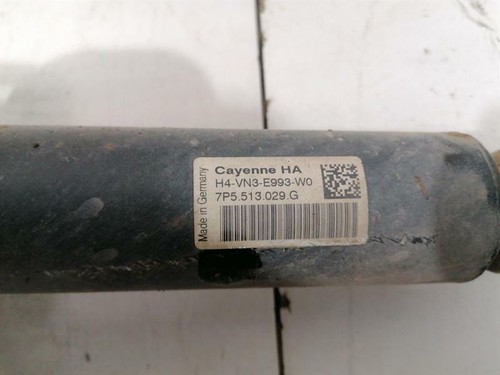 Made in Germany
Cayenne HA
H4-VN3-E993-W0
7P5.513.029.G